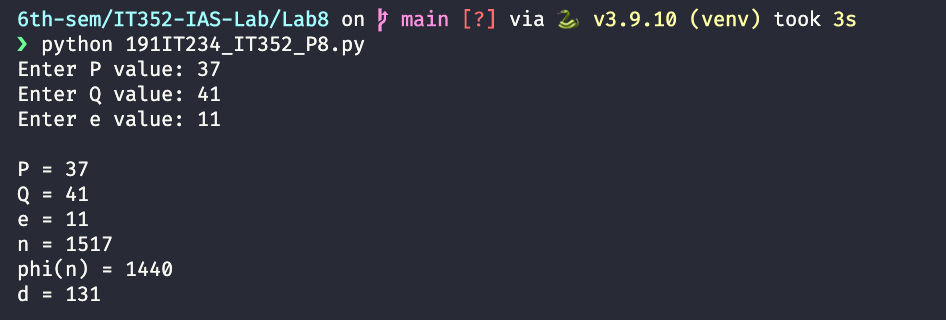 6th-sem/IT352-IAS-Lab/Lab8 on main [?] via 🐍 v3.9.10 (venv) took 3s
❯ python 191IT234_IT352_P8.py
Enter P value: 37
Enter Q value: 41
Enter e value: 11
P = 37
Q = 41
e = 11
n = 1517
phi(n) = 1440
d = 131